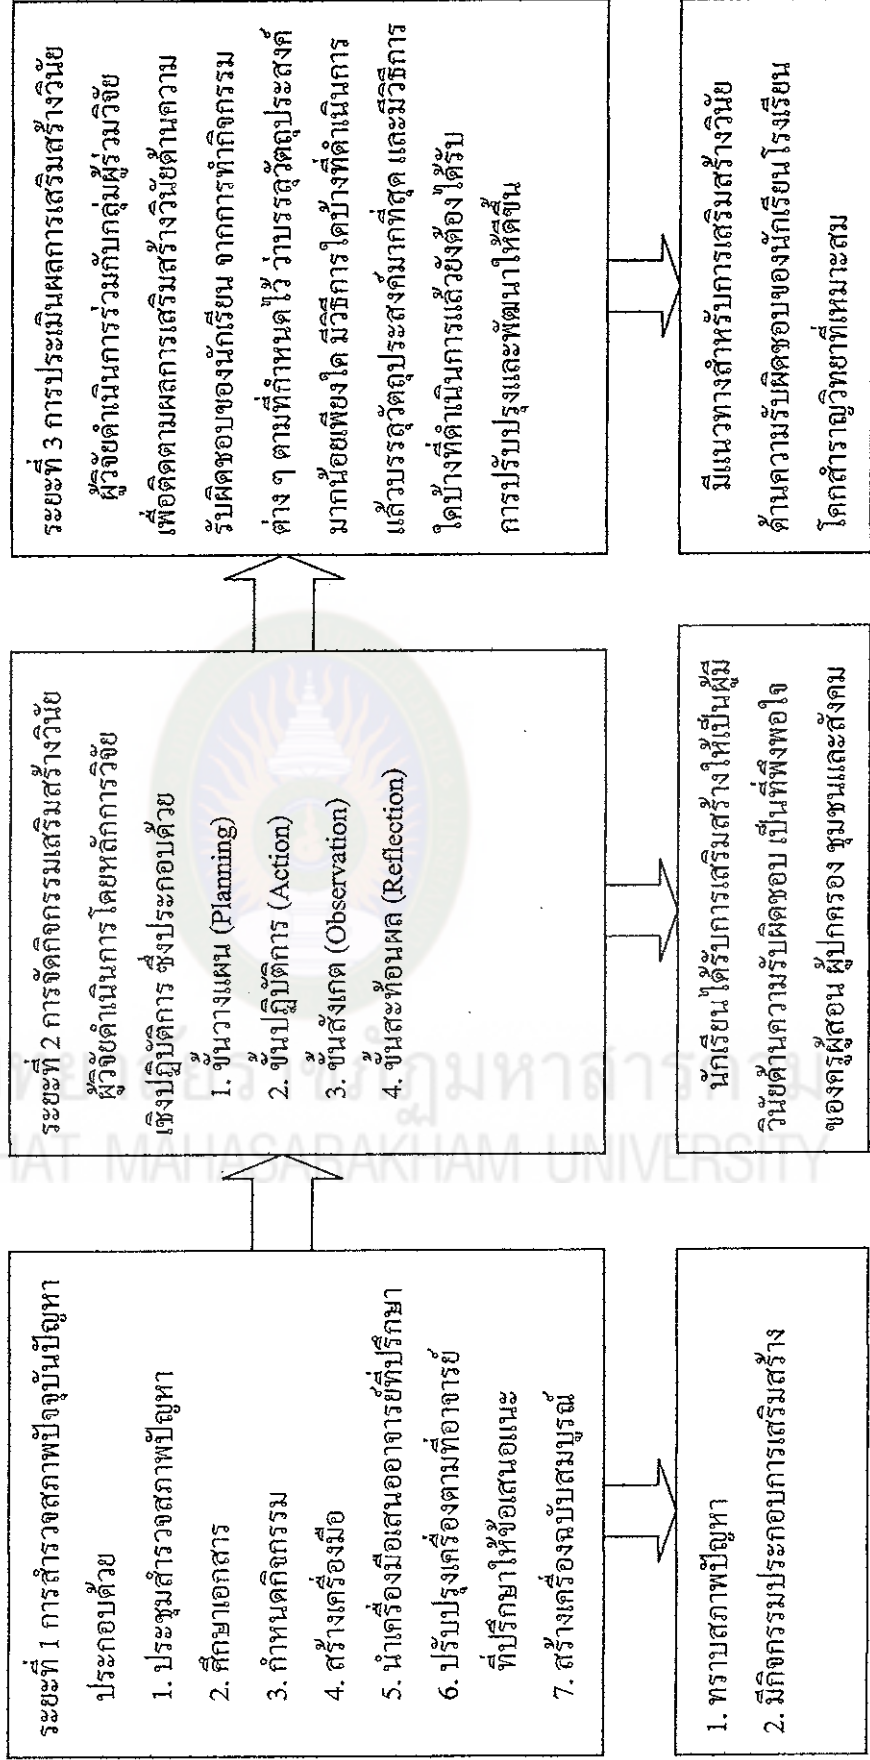 ระยะที่ 1 การสำรวจสภาพปัจจุบันปัญหา
ประกอบด้วย
1. ประชุมสำรวจสภาพปัญหา
2. ศึกษาเอกสาร
3. กำหนดกิจกรรม
4. สร้างเครื่องมือ
5. นำเครื่องมือเสนออาจารย์ที่ปรึกษา
6. ปรับปรุงเครื่องตามที่อาจารย์
ที่ปรึกษาให้ข้อเสนอแนะ
7. สร้างเครื่องฉบับสมบูรณ์
1. ทราบสภาพปัญหา
2. มีกิจกรรมประกอบการเสริมสร้าง
ระยะที่ 2 การจัดกิจกรรมเสริมสร้างวินัย
ผู้วิจัยดำเนินการโดยหลักการวิจัย
เชิงปฏิบัติการ ซึ่งประกอบด้วย
1. ขั้นวางแผน (Planning)
2. ขั้นปฏิบัติการ (Action)
3. ขั้นสังเกต (Observation)
4. ขั้นสะท้อนผล (Reflection)
นักเรียนได้รับการเสริมสร้างให้เป็นผู้มี
วินัยด้านความรับผิดชอบ เป็นที่พึงพอใจ
ของครูผู้สอน ผู้ปกครอง ชุมชนและสังคม
ระยะที่ 3 การประเมินผลการเสริมสร้างวินัย
ผู้วิจัยดำเนินการร่วมกับกลุ่มผู้ร่วมวิจัย
เพื่อติดตามผลการเสริมสร้างวินัยด้านความ
รับผิดชอบของนักเรียน จากการทำกิจกรรม
ต่าง ๆ ตามที่กำหนดไว้ ว่าบรรลุวัตถุประสงค์
มากน้อยเพียงใด มีวิธีการใดบ้างที่ดำเนินการ
แล้วบรรลุวัตถุประสงค์มากที่สุด และมีวิธีการ
ใดบ้างที่ดำเนินการแล้วยังต้องได้รับ
การปรับปรุงและพัฒนาให้ดีขึ้น
มีแนวทางสำหรับการเสริมสร้างวินัย
ด้านความรับผิดชอบของนักเรียนโรงเรียน
โคกสำราญวิทยาที่เหมาะสม
ทยาลัยราชภัฏมหาสารคาม
HAT MAHASARAKHAM UNIVERSITY